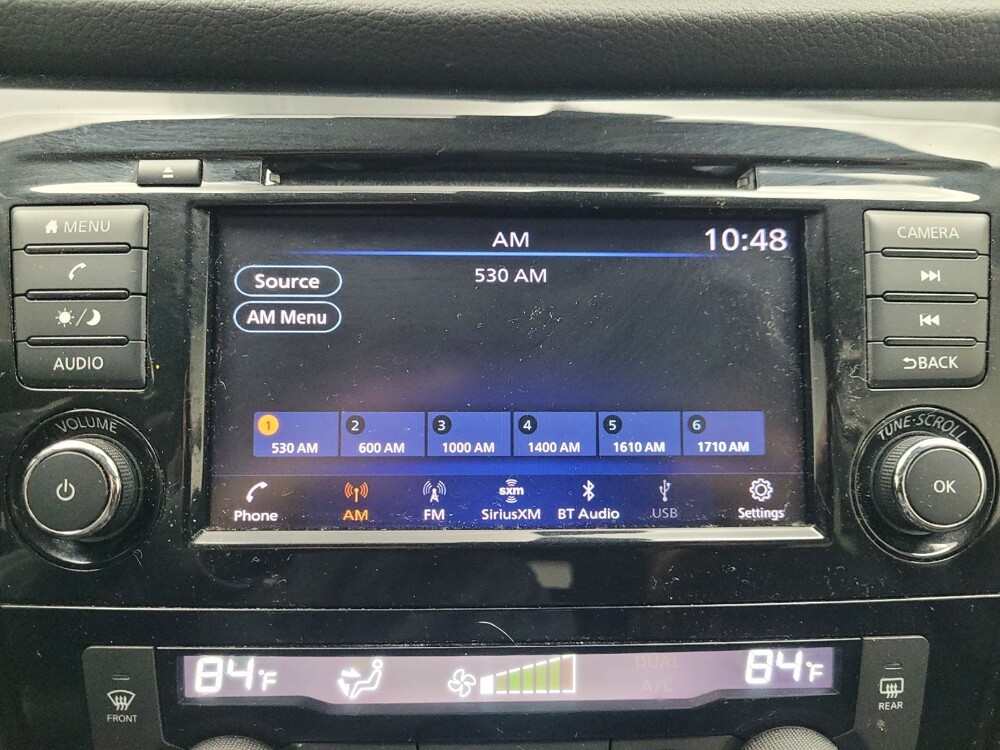 MENU
AUDIO
VOLUME
AM
10:48
530 AM
Source
AM Menu
1 2 3 4 5 6
530 AM 600 AM 1000 AM 1400 AM 1610 AM 1710 AM
sxm
Phone AM FM SiriusXM BT Audio USB Settings
CAMERA
BACK
TUNE·SCROLL
OK
84°F
DUAL
A/C
84°F
FRONT
REAR